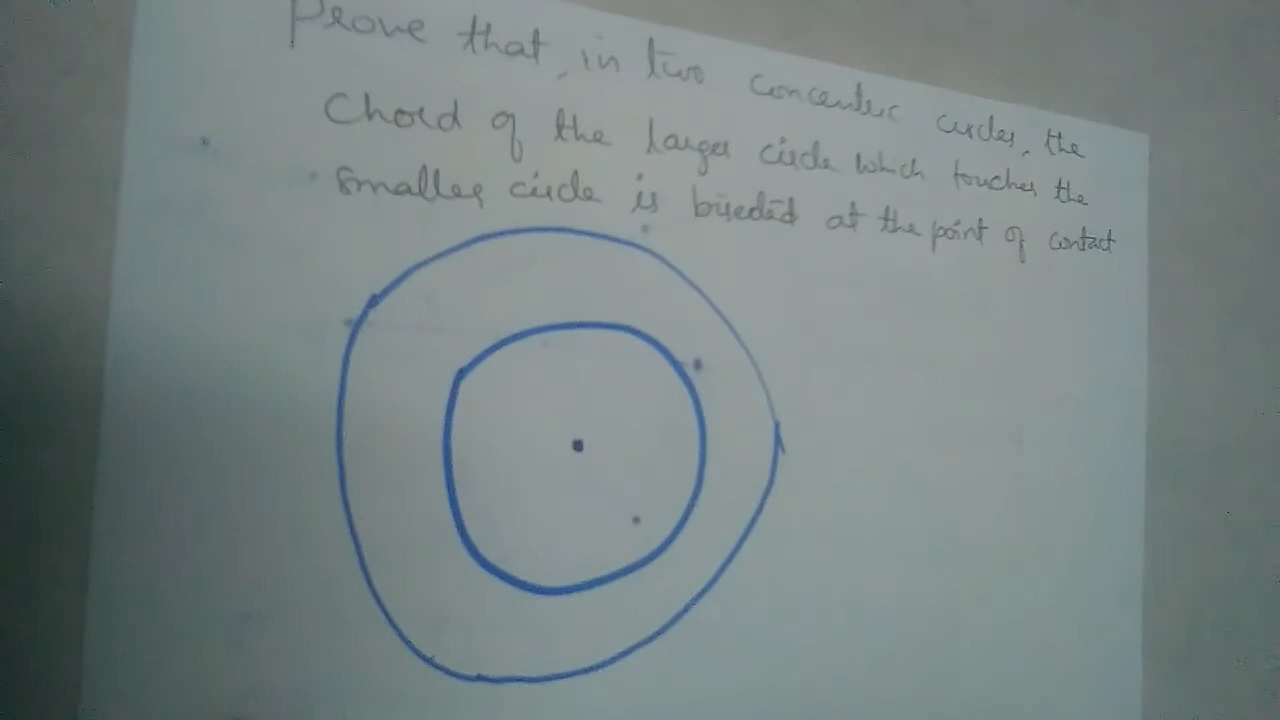 Prove that, in two concentric circles, the
Chord of the larger circle which touches the
smaller circle is bisected at the point of contact